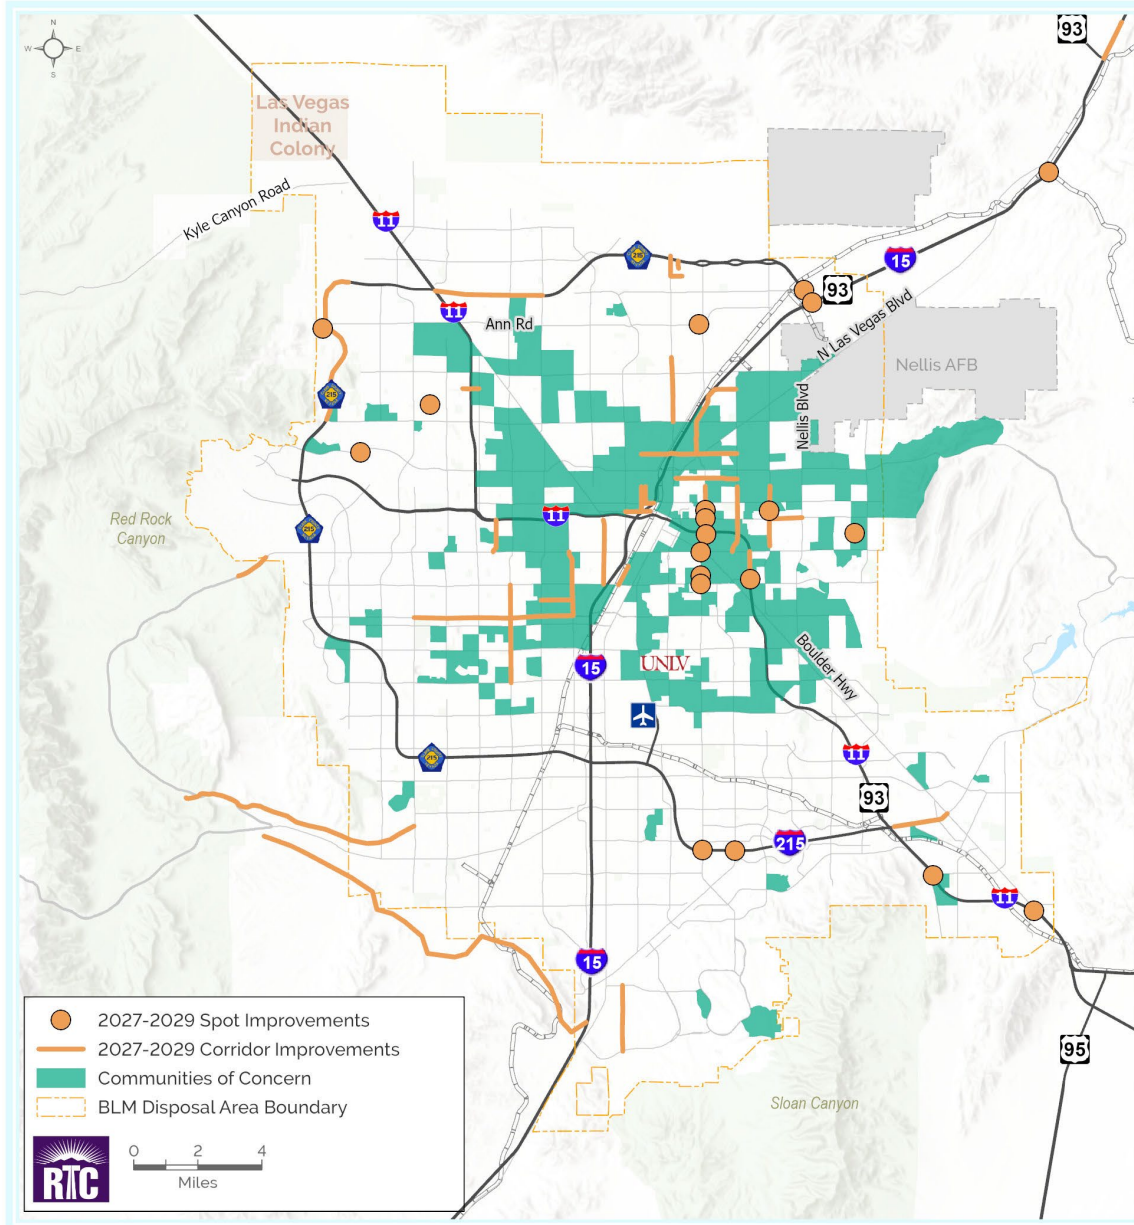 N
W
E
S
93
Las Vegas
Indian
Colony
Kyle Canyon Road
11
215
15
93
11
Ann Rd
N Las Vegas Blvd
Nellis AFB
215
Nellis Blvd
Red Rock
Canyon
215
11
UNLV
15
Boulder Hwy
215
11
93
215
11
15
95
Sloan Canyon
2027-2029 Spot Improvements
2027-2029 Corridor Improvements
Communities of Concern
BLM Disposal Area Boundary
RTC
0 2 4
Miles